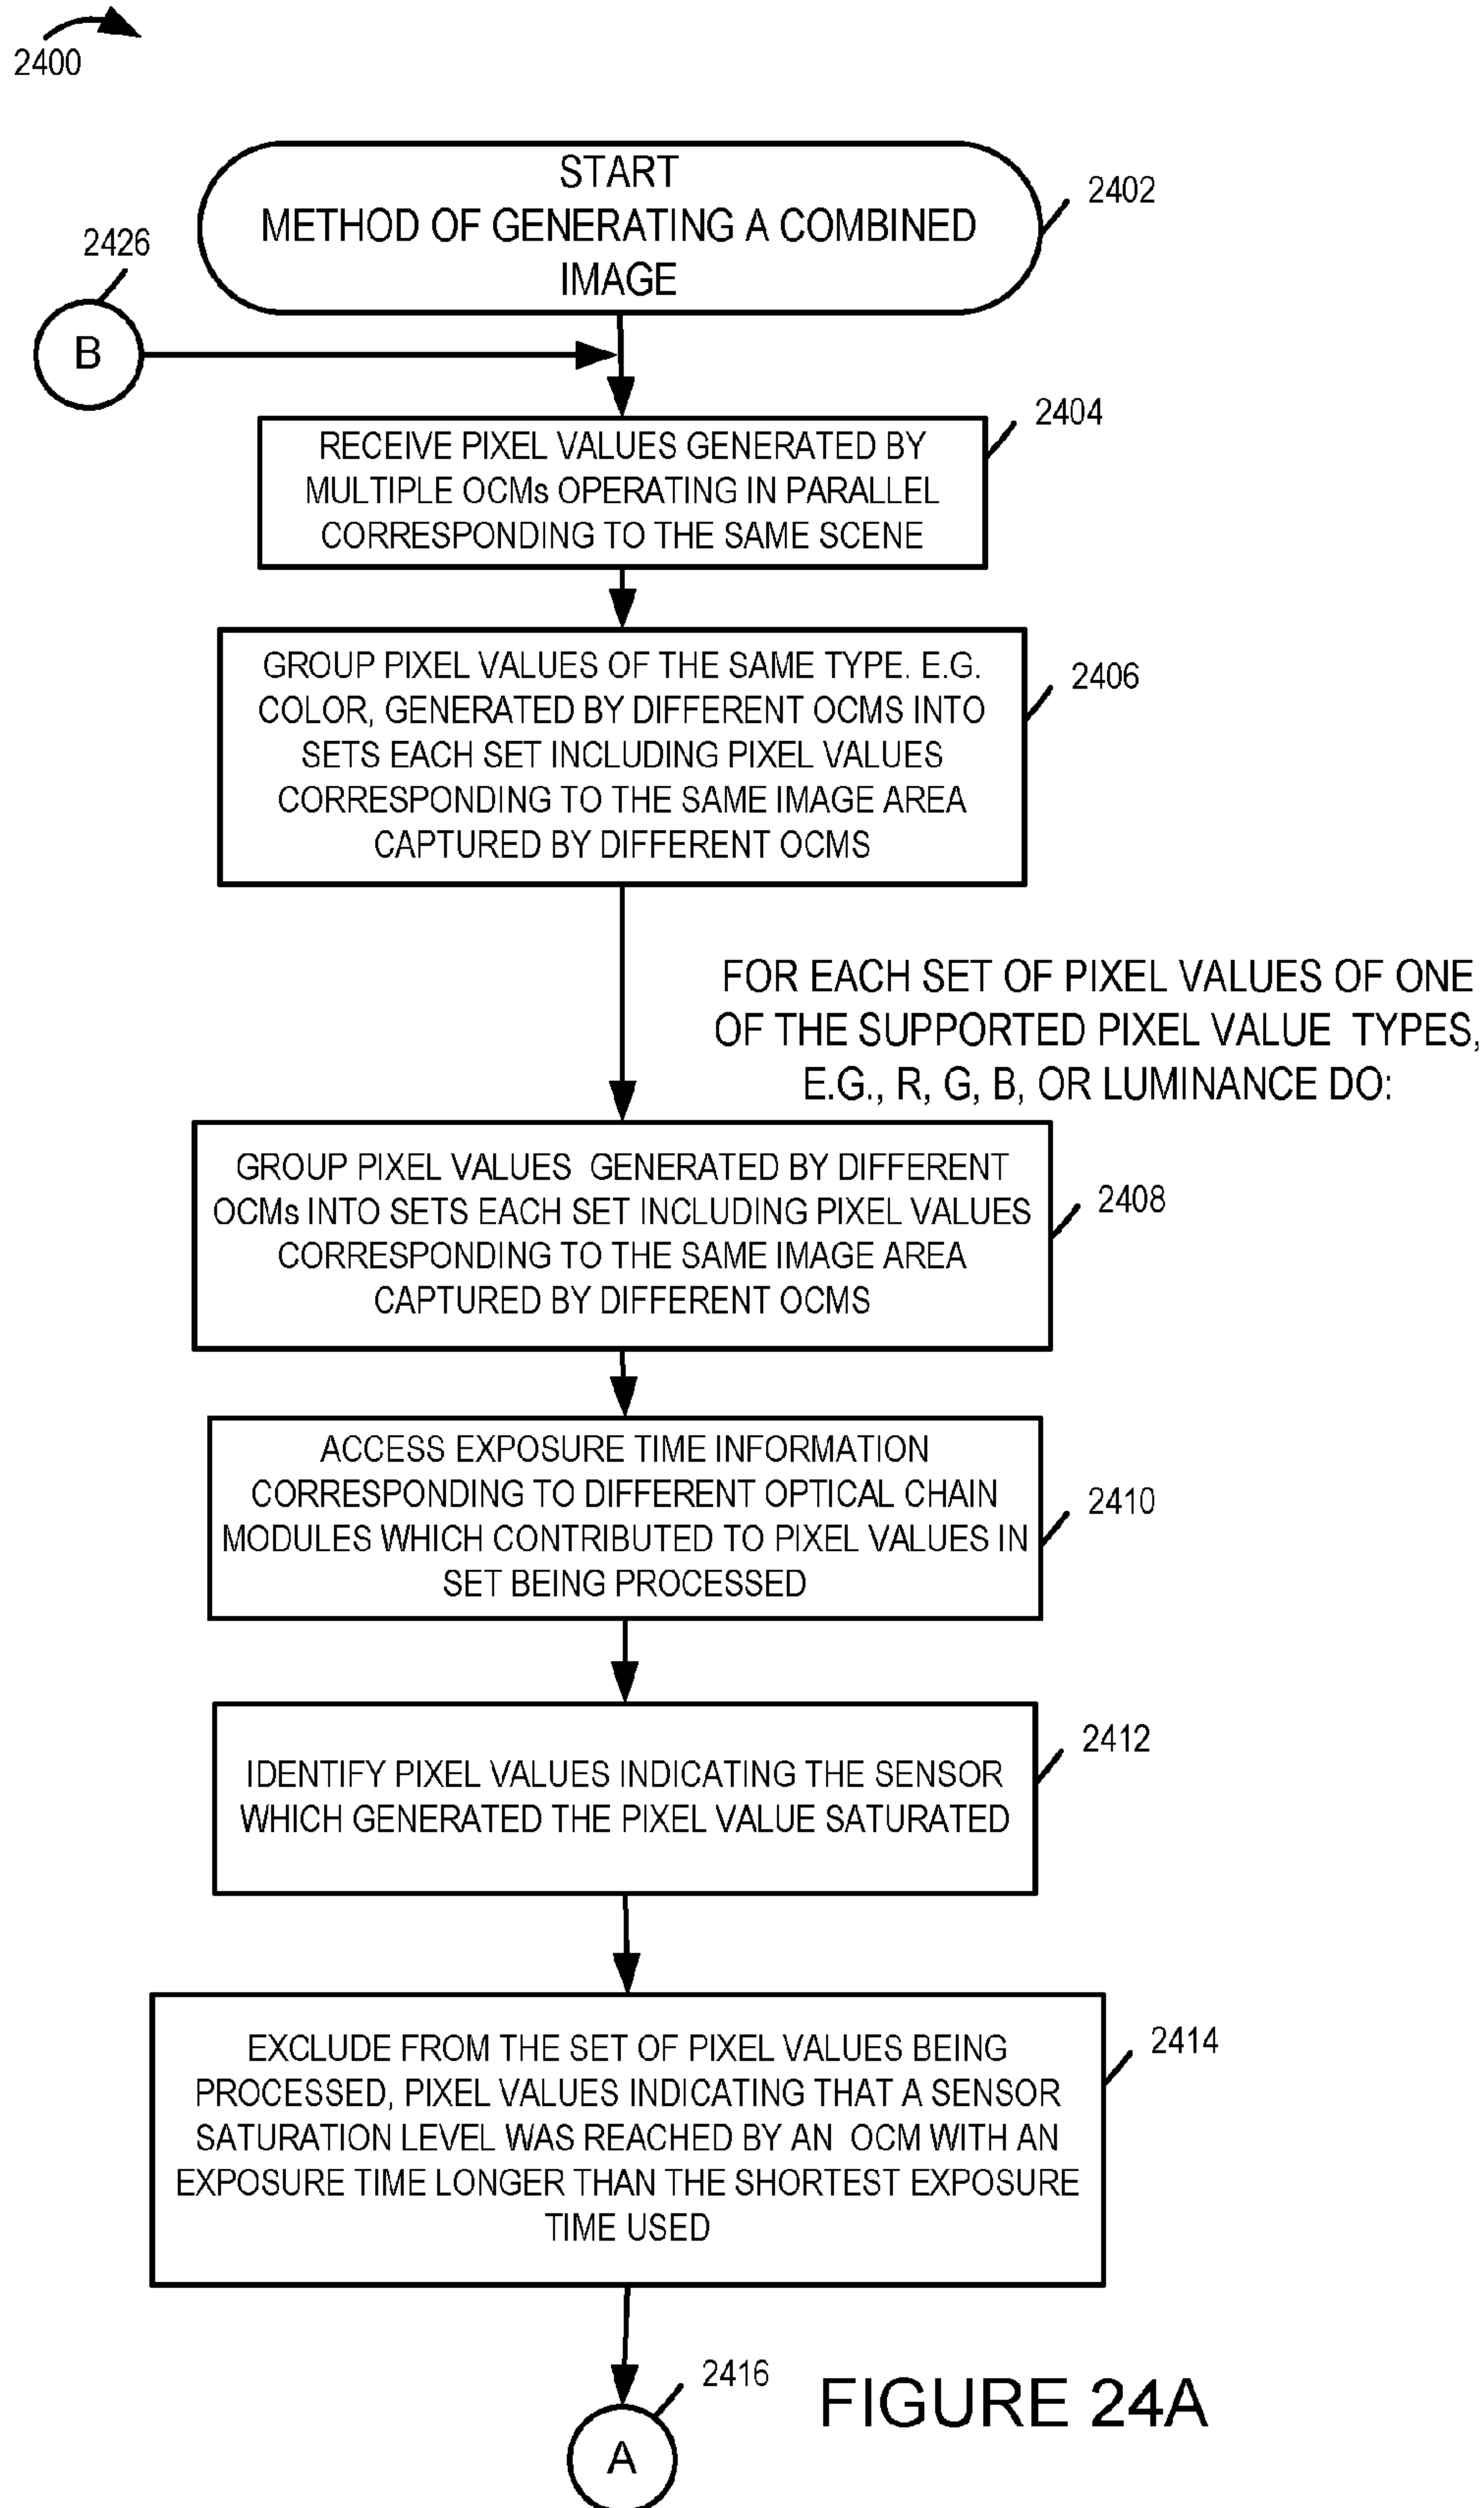 2400
START
METHOD OF GENERATING A COMBINED
IMAGE
2402
2426
B
2404
RECEIVE PIXEL VALUES GENERATED BY
MULTIPLE OCMs OPERATING IN PARALLEL
CORRESPONDING TO THE SAME SCENE
2406
GROUP PIXEL VALUES OF THE SAME TYPE. E.G.
COLOR, GENERATED BY DIFFERENT OCMS INTO
SETS EACH SET INCLUDING PIXEL VALUES
CORRESPONDING TO THE SAME IMAGE AREA
CAPTURED BY DIFFERENT OCMS
FOR EACH SET OF PIXEL VALUES OF ONE
OF THE SUPPORTED PIXEL VALUE TYPES,
E.G., R, G, B, OR LUMINANCE DO:
GROUP PIXEL VALUES GENERATED BY DIFFERENT
OCMs INTO SETS EACH SET INCLUDING PIXEL VALUES
CORRESPONDING TO THE SAME IMAGE AREA
CAPTURED BY DIFFERENT OCMS
2408
ACCESS EXPOSURE TIME INFORMATION
CORRESPONDING TO DIFFERENT OPTICAL CHAIN
MODULES WHICH CONTRIBUTED TO PIXEL VALUES IN
SET BEING PROCESSED
2410
2412
IDENTIFY PIXEL VALUES INDICATING THE SENSOR
WHICH GENERATED THE PIXEL VALUE SATURATED
2414
EXCLUDE FROM THE SET OF PIXEL VALUES BEING
PROCESSED, PIXEL VALUES INDICATING THAT A SENSOR
SATURATION LEVEL WAS REACHED BY AN OCM WITH AN
EXPOSURE TIME LONGER THAN THE SHORTEST EXPOSURE
TIME USED
2416
A
FIGURE 24A